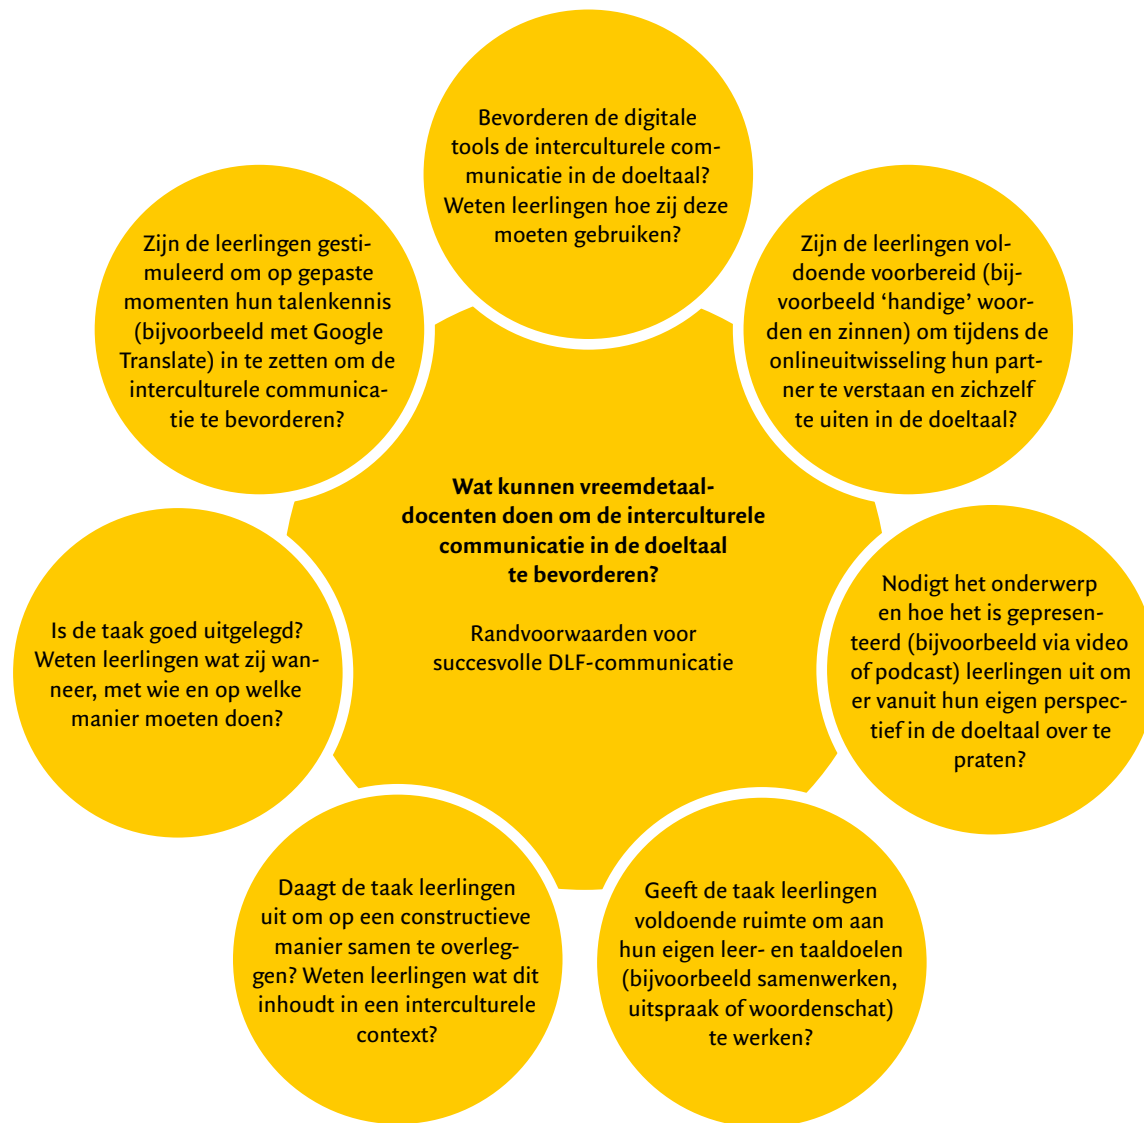 Bevorderen de digitale
tools de interculturele com-
municatie in de doeltaal?
Weten leerlingen hoe zij deze
moeten gebruiken?
Zijn de leerlingen vol-
doende voorbereid (bij-
voorbeeld ‘handige’ woor-
den en zinnen) om tijdens de
onlineuitwisseling hun part-
ner te verstaan en zichzelf
te uiten in de doeltaal?
Nodigt het onderwerp
en hoe het is gepresen-
teerd (bijvoorbeeld via video
of podcast) leerlingen uit om
er vanuit hun eigen perspec-
tief in de doeltaal over te
praten?
Geeft de taak leerlingen
voldoende ruimte om aan
hun eigen leer- en taaldoelen
(bijvoorbeeld samenwerken,
uitspraak of woordenschat)
te werken?
Daagt de taak leerlingen
uit om op een constructieve
manier samen te overleg-
gen? Weten leerlingen wat dit
inhoudt in een interculturele
context?
Is de taak goed uitgelegd?
Weten leerlingen wat zij wan-
neer, met wie en op welke
manier moeten doen?
Zijn de leerlingen gesti-
muleerd om op gepaste
momenten hun talenkennis
(bijvoorbeeld met Google
Translate) in te zetten om de
interculturele communica-
tie te bevorderen?
Wat kunnen vreemdetaal-
docenten doen om de interculturele
communicatie in de doeltaal
te bevorderen?
Randvoorwaarden voor
succesvolle DLF-communicatie